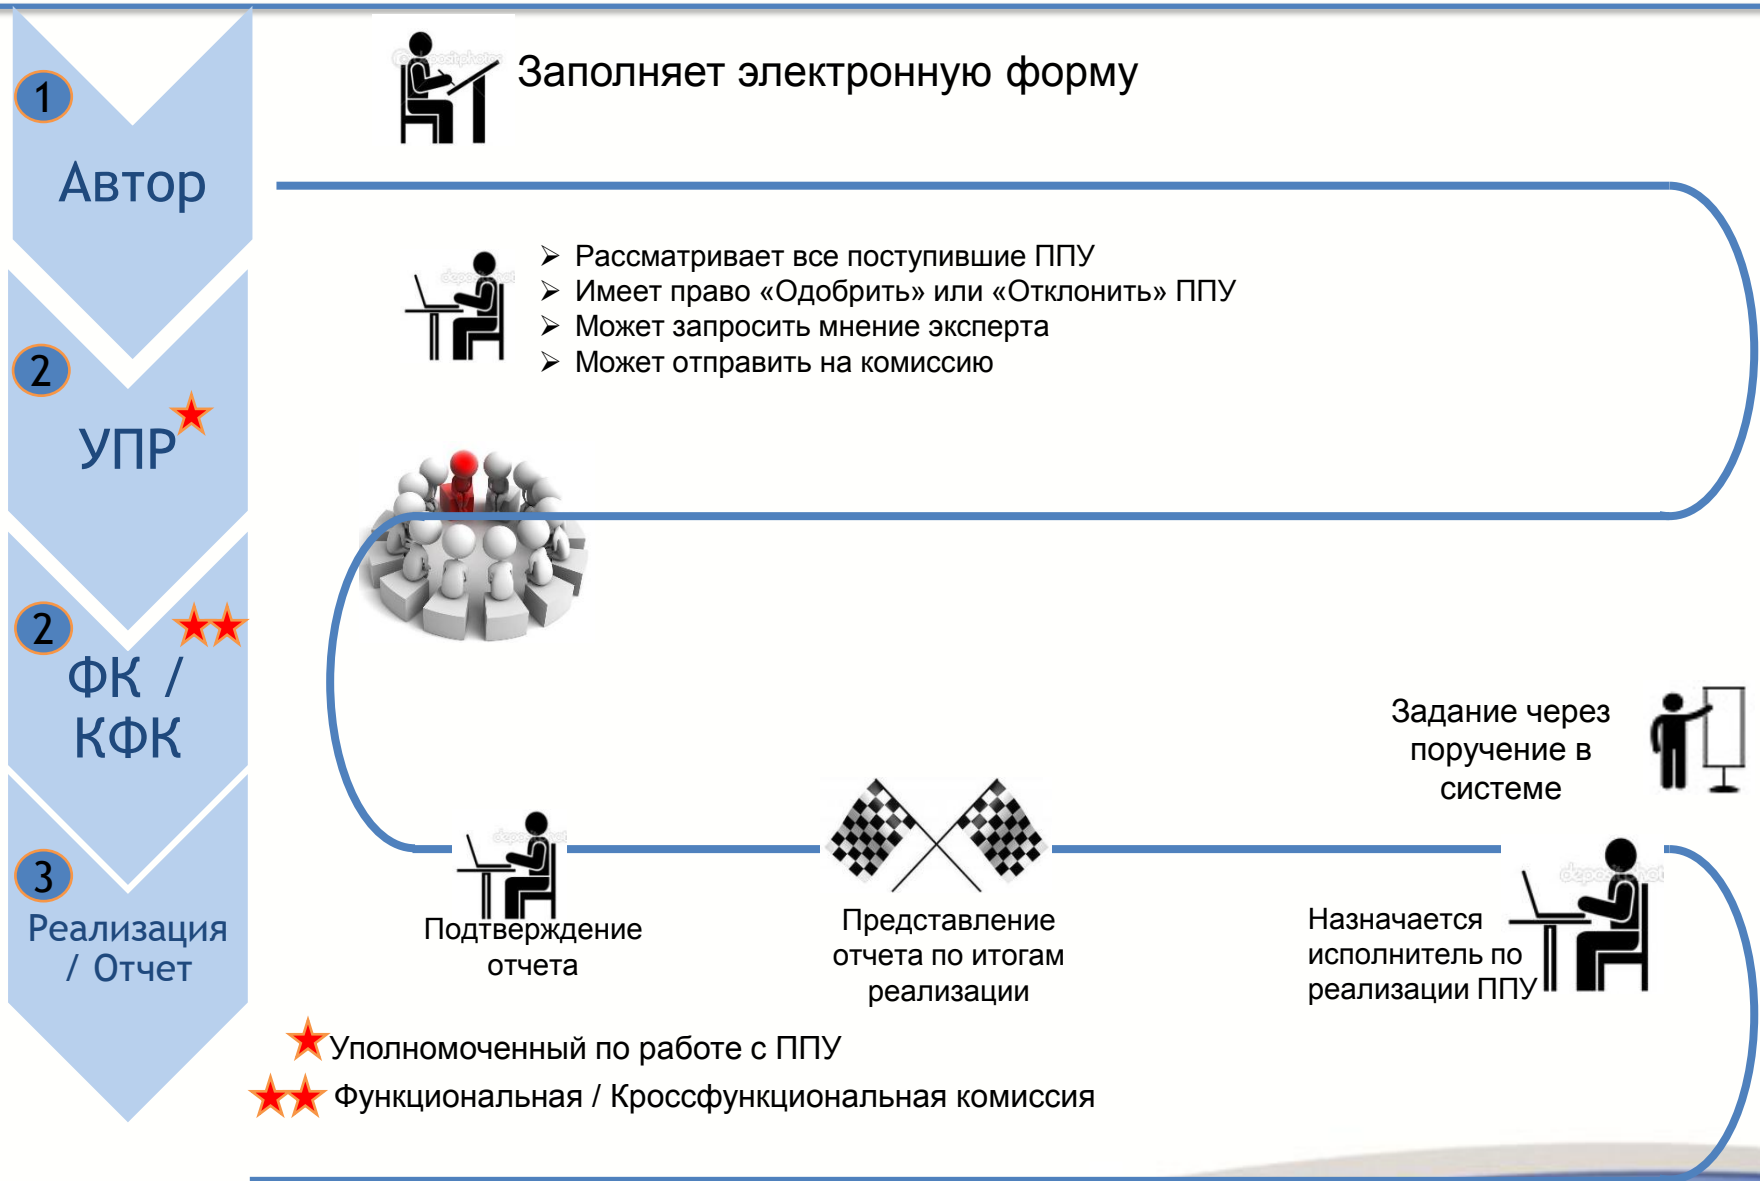 1
Заполняет электронную форму
Автор
➢ Рассматривает все поступившие ППУ
➢ Имеет право «Одобрить» или «Отклонить» ППУ
➢ Может запросить мнение эксперта
➢ Может отправить на комиссию
2
УПР
2
ФК /
КФК
Задание через
поручение в
системе
3
Реализация
/ Отчет
Подтверждение
отчета
Представление
отчета по итогам
реализации
Назначается
исполнитель по
реализации ППУ
Уполномоченный по работе с ППУ
Функциональная / Кроссфункциональная комиссия